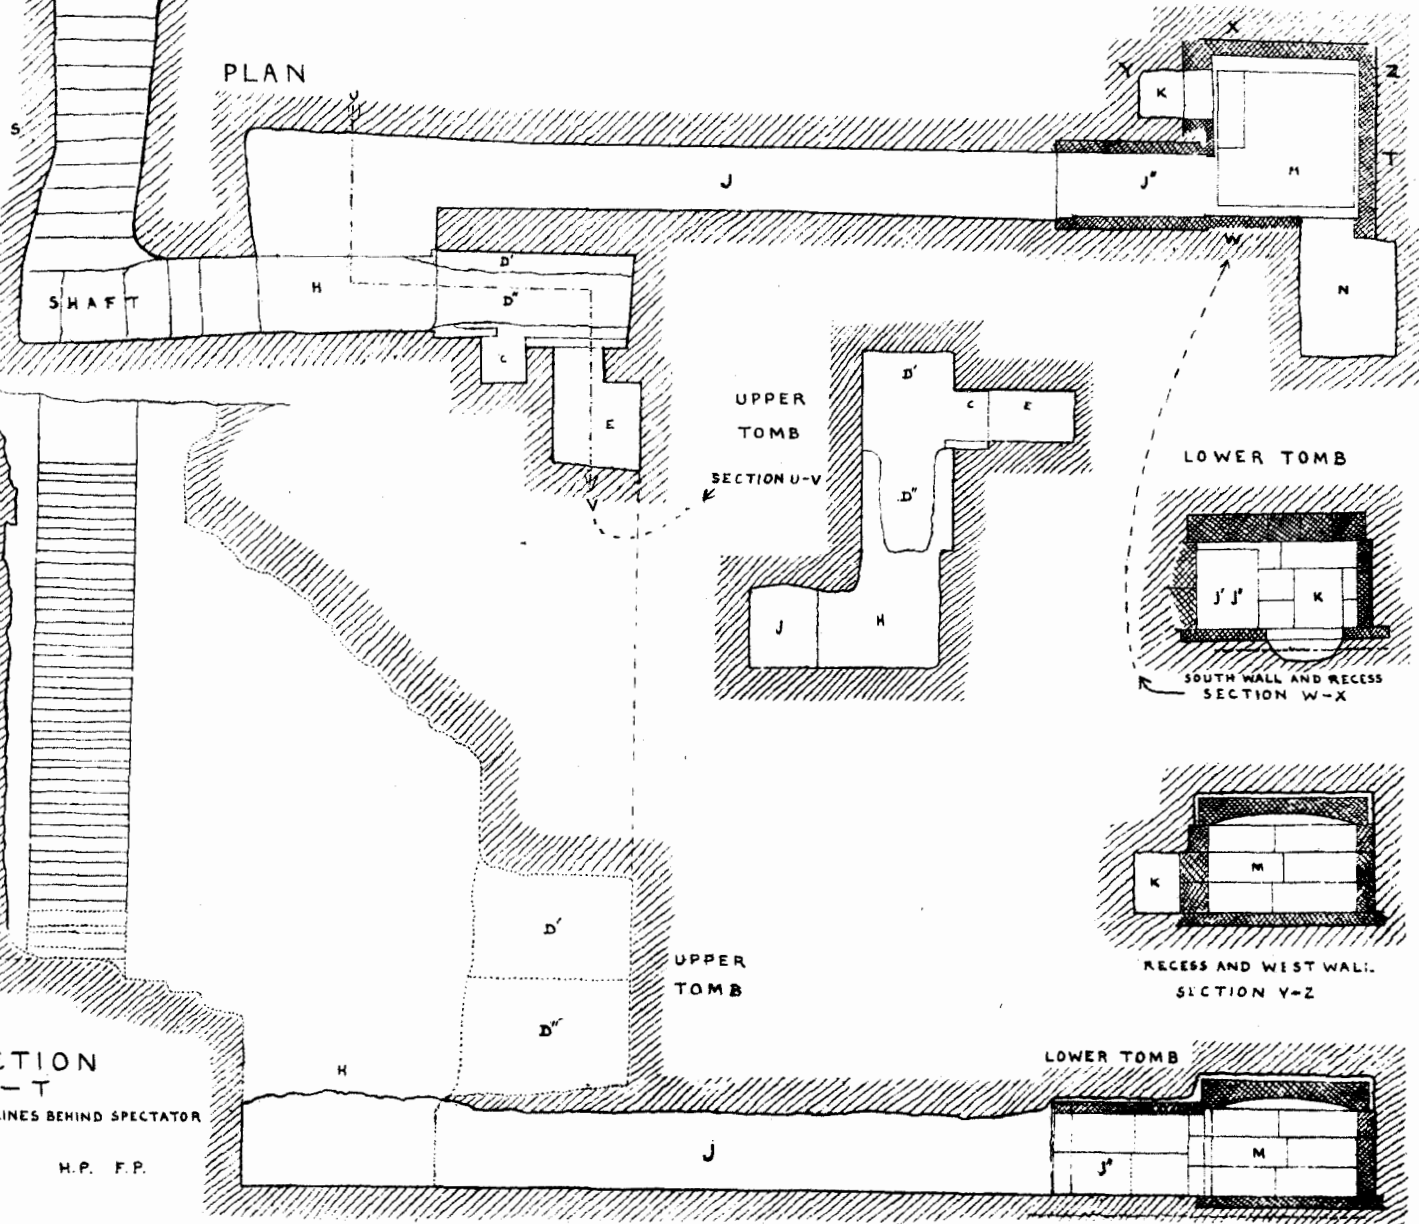 PLAN
X
Y
Z
K
S
U
J
J"
M
T
W
D'
SHAFT
H
D"
N
C
E
V
UPPER
TOMB
SECTION U-V
D'
C
E
D"
J
H
LOWER TOMB
J' J"
K
SOUTH WALL AND RECESS
SECTION W-X
K
M
RECESS AND WEST WALL.
SECTION Y-Z
D'
D"
UPPER
TOMB
H
CTION
- T
LINES BEHIND SPECTATOR
H.P. F.P.
LOWER TOMB
J
J"
M